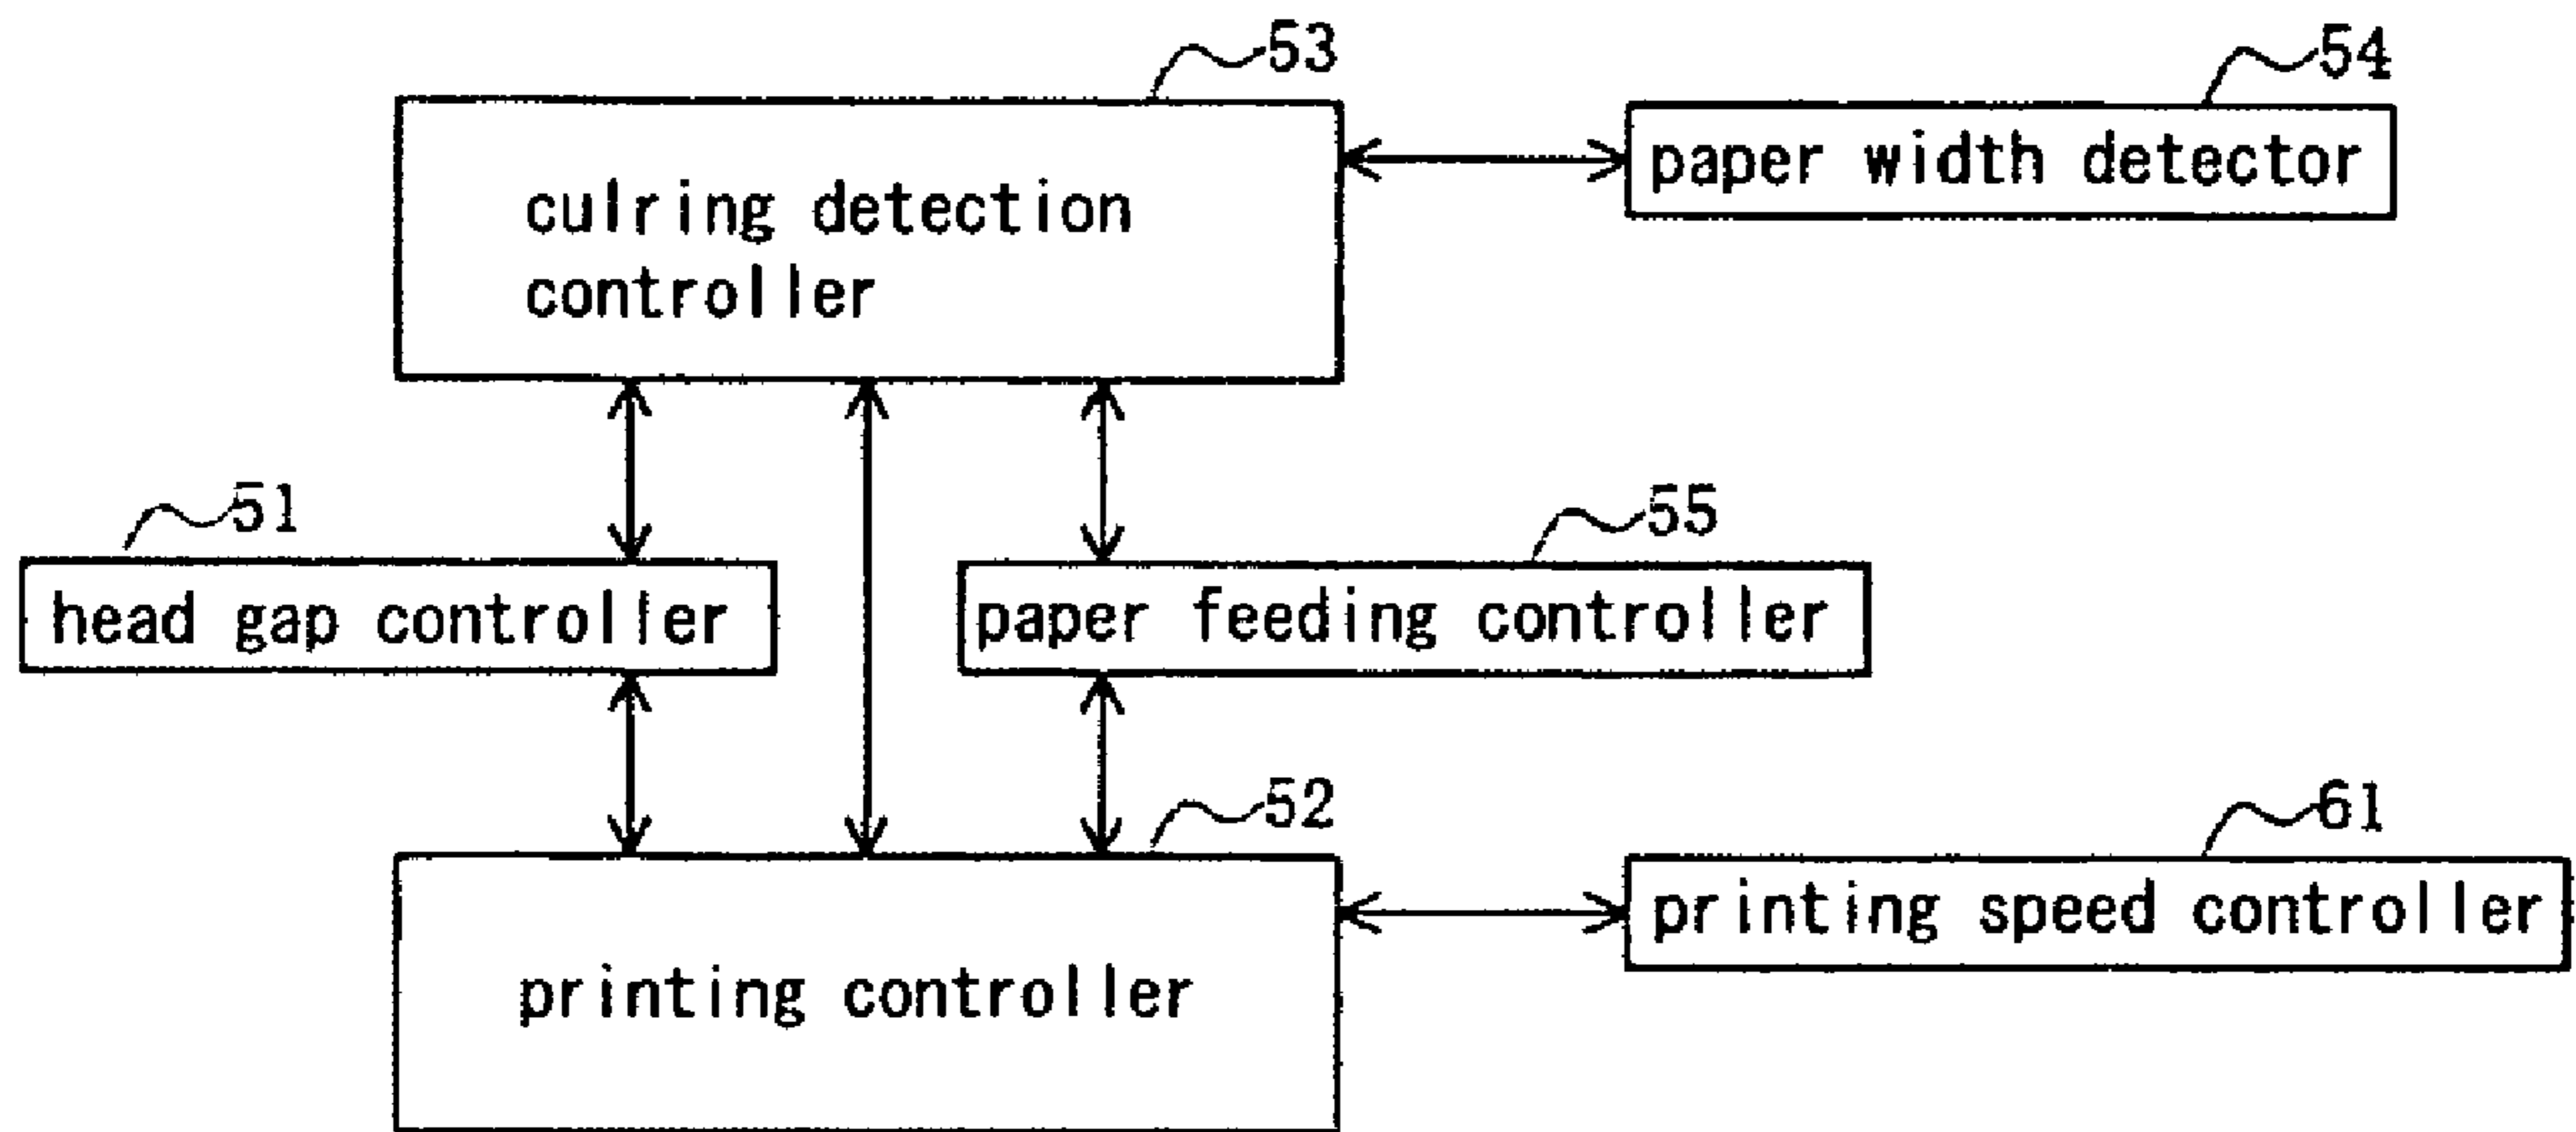 53
54
culring detection
controller
paper width detector
51
55
head gap controller
paper feeding controller
52
61
printing controller
printing speed controller